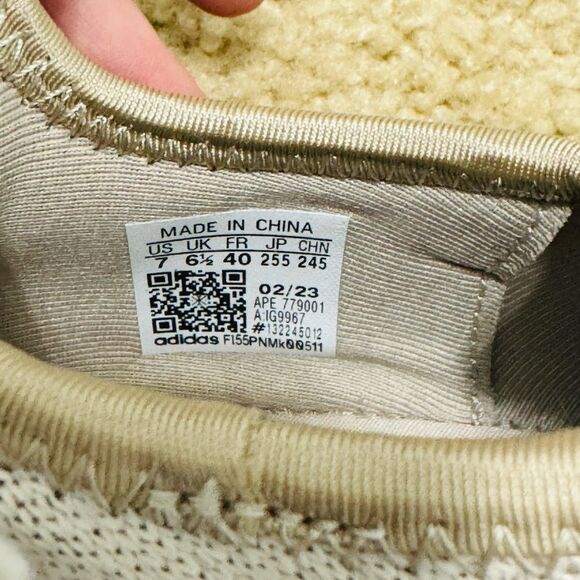 MADE IN CHINA
US UK FR JP CHN
7 6½ 40 255 245
02/23
APE 779001
A:IG9967
#132245012
adidas FI55PNMk00511